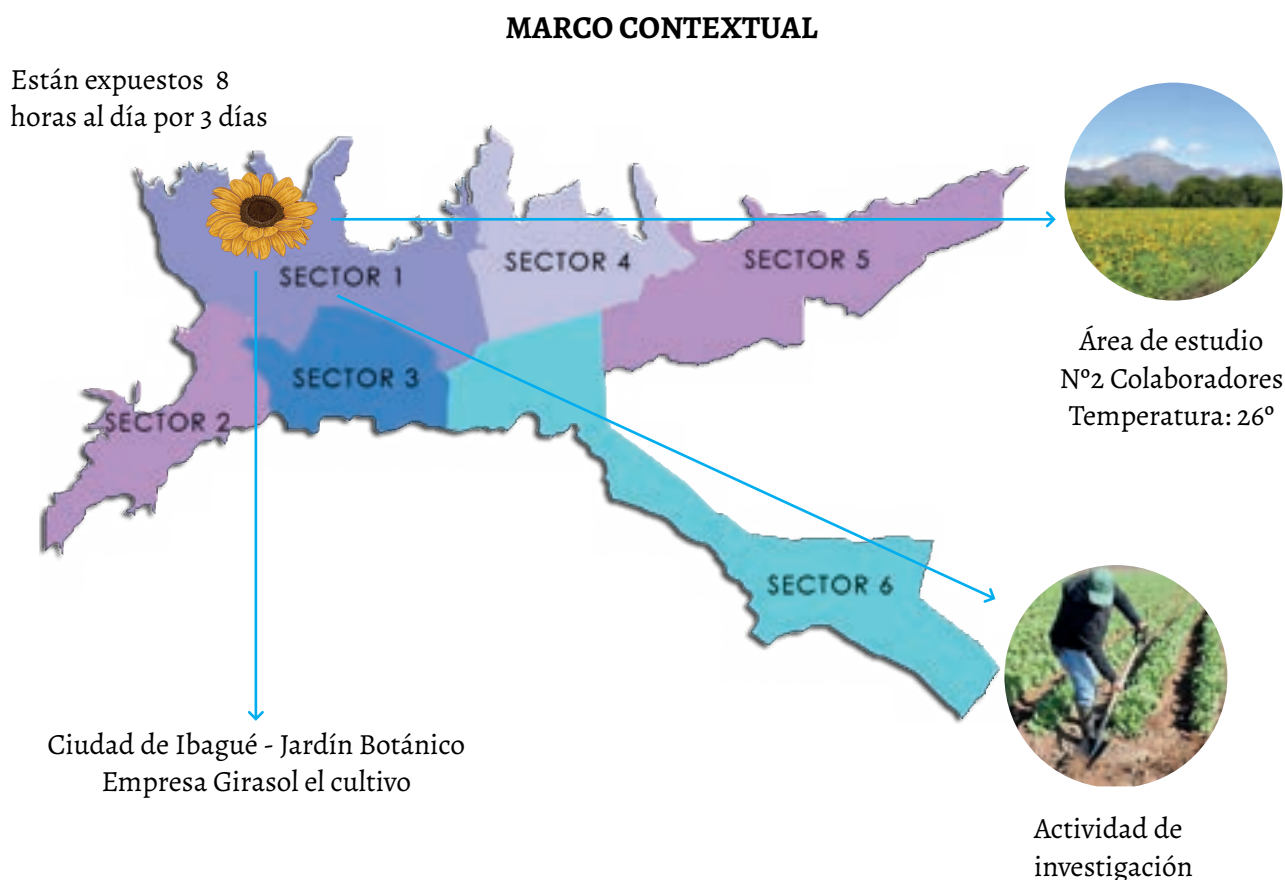 MARCO CONTEXTUAL
Están expuestos 8
horas al día por 3 días
SECTOR 1
SECTOR 4
SECTOR 5
SECTOR 3
SECTOR 2
SECTOR 6
Área de estudio
Nº2 Colaboradores
Temperatura: 26º
Ciudad de Ibagué - Jardín Botánico
Empresa Girasol el cultivo
Actividad de
investigación